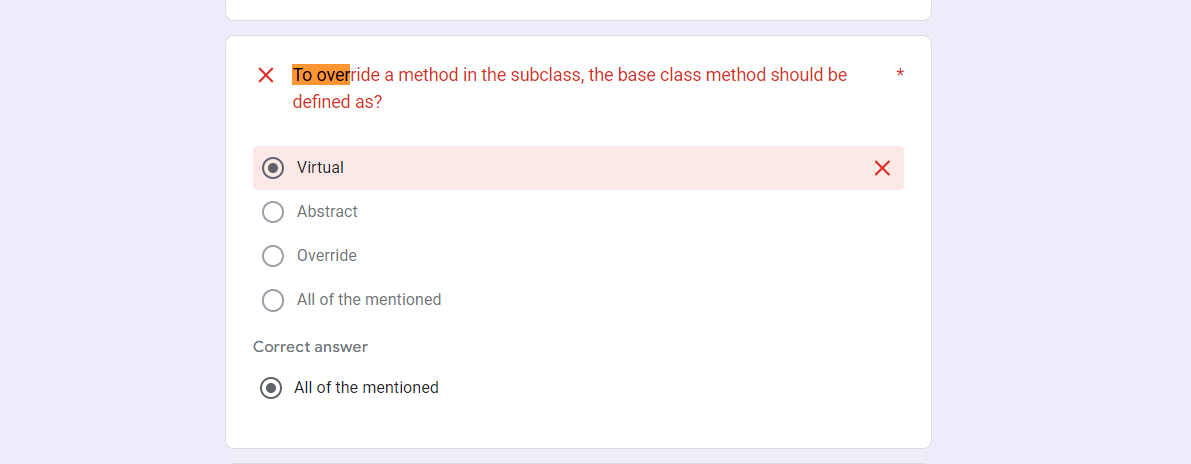 To override a method in the subclass, the base class method should be *
defined as?
Virtual
Abstract
Override
All of the mentioned
Correct answer
All of the mentioned